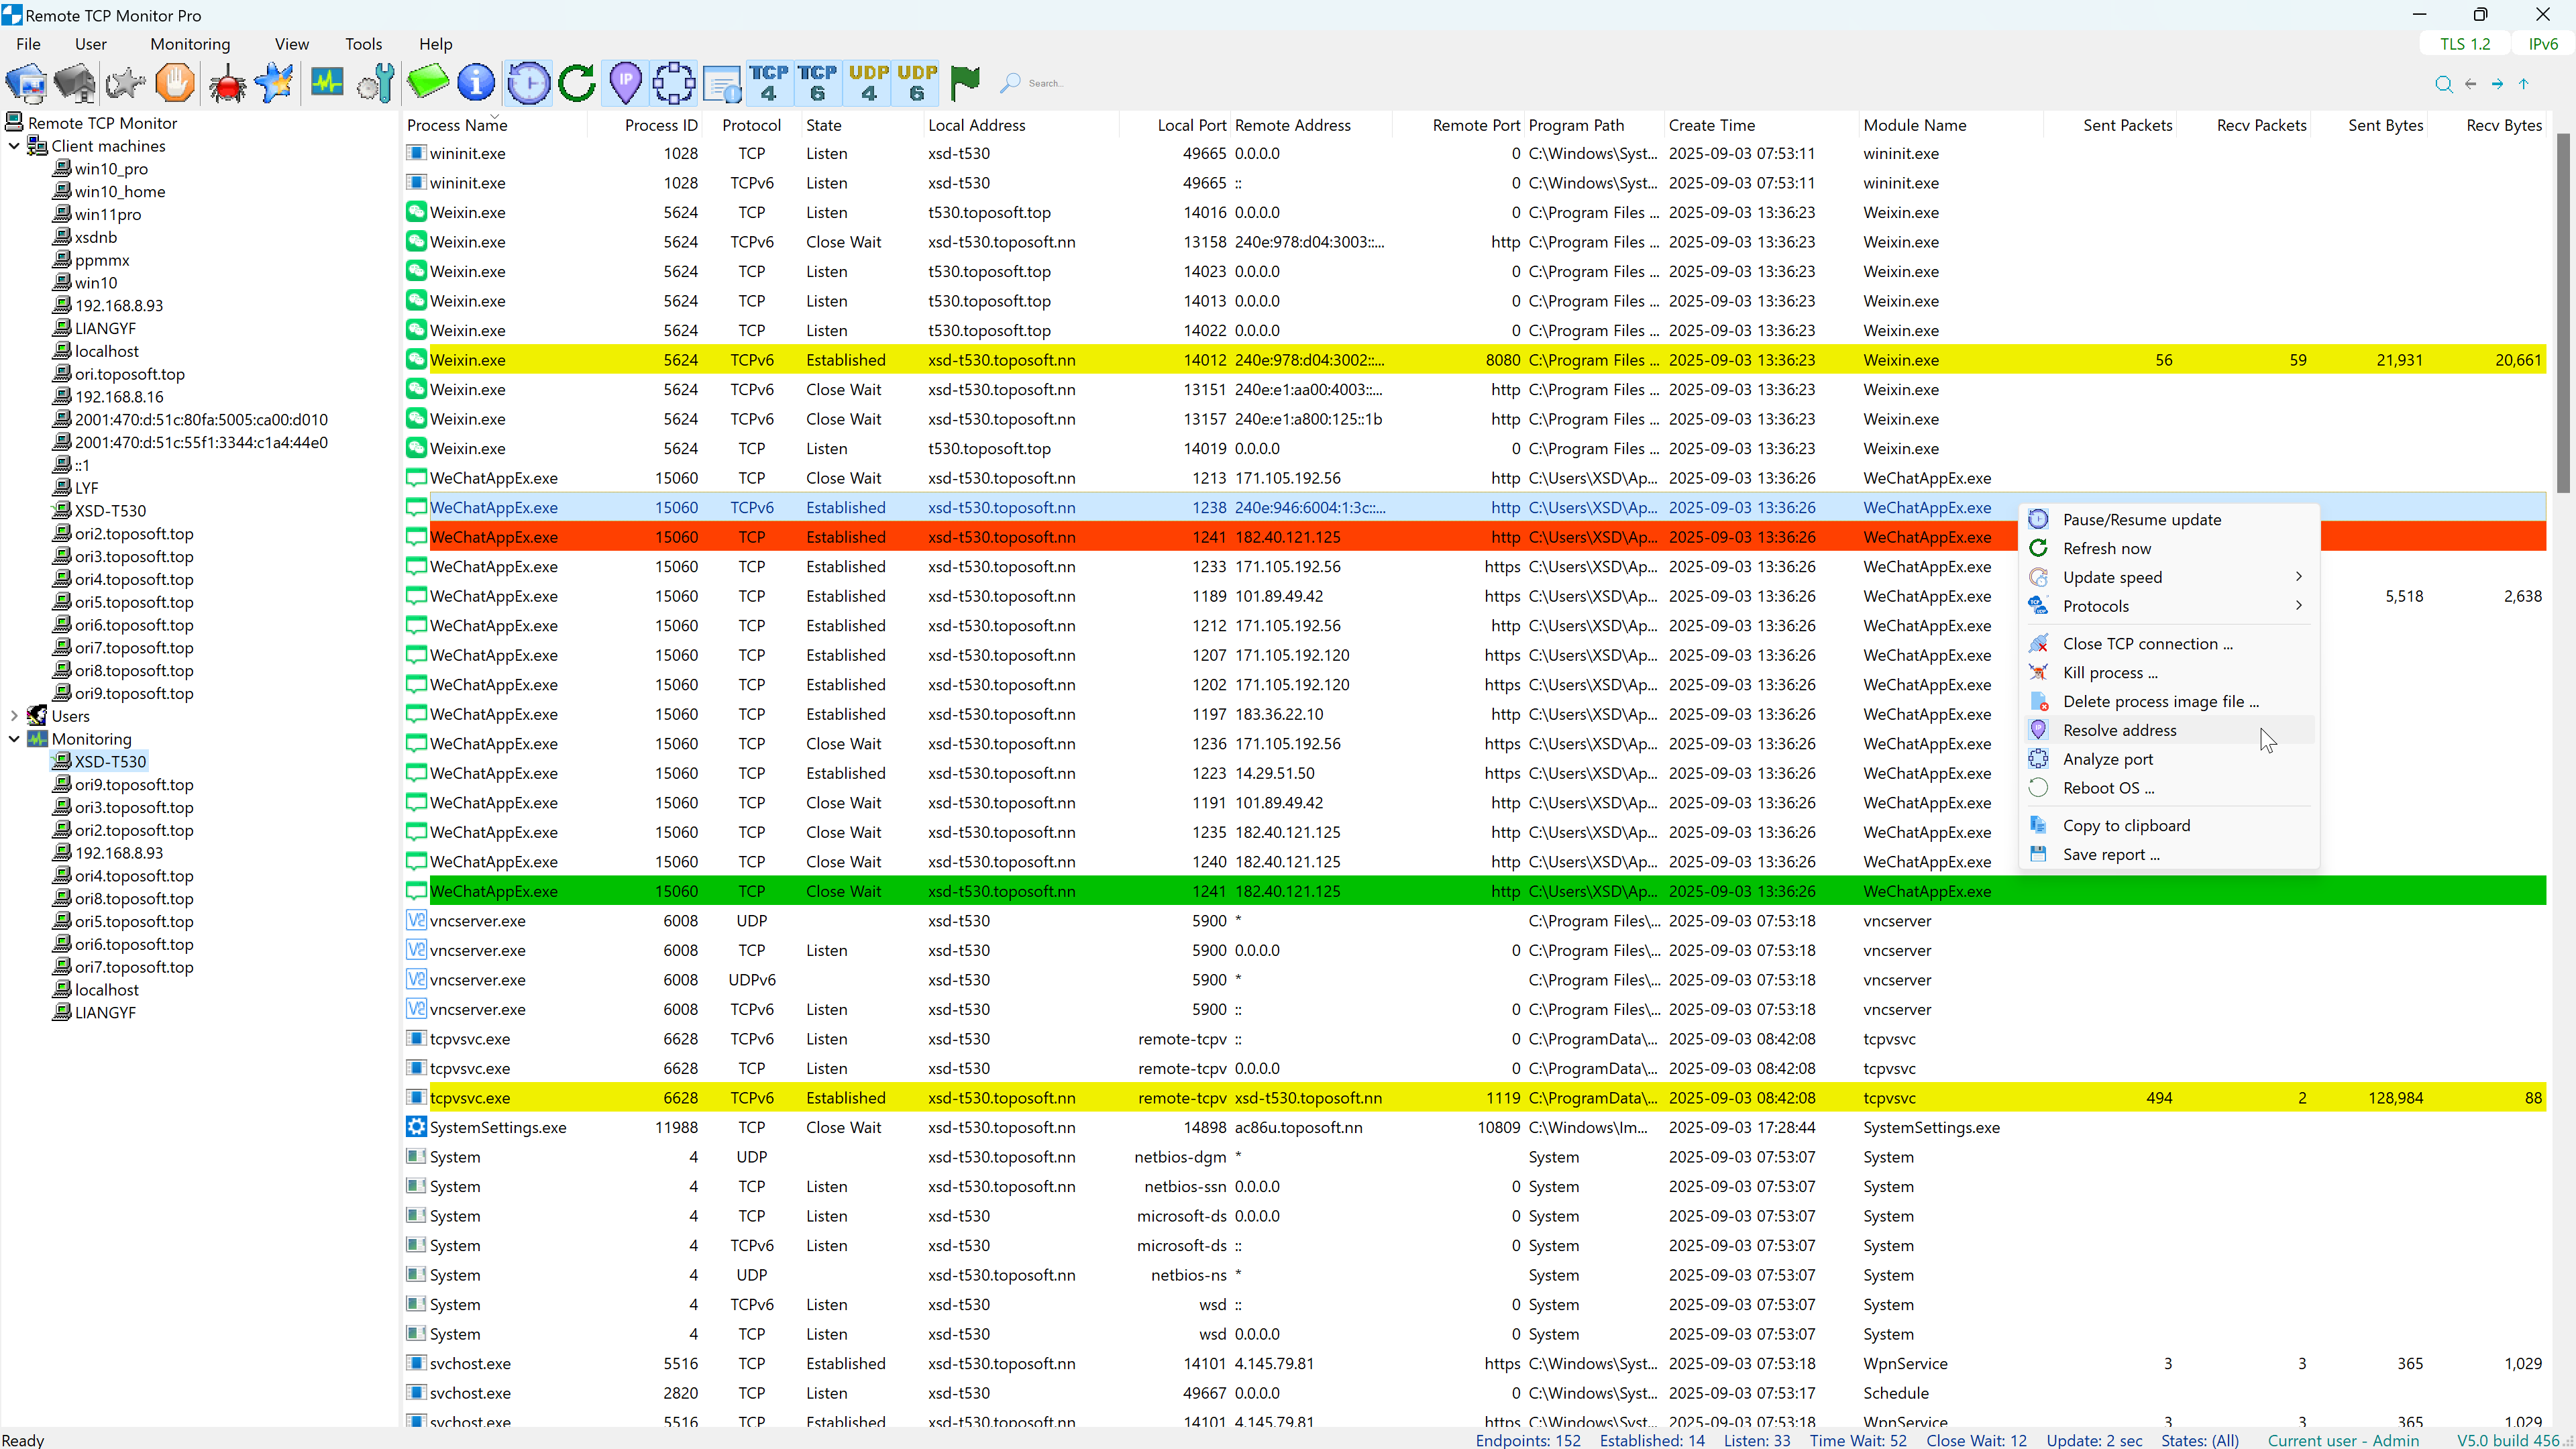 Remote TCP Monitor Pro
File User Monitoring View Tools Help TLS 1.2 IPv6
TCP 4 TCP 6 UDP 4 UDP 6 Search...
Remote TCP Monitor
Client machines
win10_pro
win10_home
win11pro
xsdnb
ppmmx
win10
192.168.8.93
LIANGYF
localhost
ori.toposoft.top
192.168.8.16
2001:470:d:51c:80fa:5005:ca00:d010
2001:470:d:51c:55f1:3344:c1a4:44e0
::1
LYF
XSD-T530
ori2.toposoft.top
ori3.toposoft.top
ori4.toposoft.top
ori5.toposoft.top
ori6.toposoft.top
ori7.toposoft.top
ori8.toposoft.top
ori9.toposoft.top
Users
Monitoring
XSD-T530
ori9.toposoft.top
ori3.toposoft.top
ori2.toposoft.top
192.168.8.93
ori4.toposoft.top
ori8.toposoft.top
ori5.toposoft.top
ori6.toposoft.top
ori7.toposoft.top
localhost
LIANGYF
Process Name Process ID Protocol State Local Address Local Port Remote Address Remote Port Program Path Create Time Module Name Sent Packets Recv Packets Sent Bytes Recv Bytes
wininit.exe 1028 TCP Listen xsd-t530 49665 0.0.0.0 0 C:\Windows\Syst... 2025-09-03 07:53:11 wininit.exe
wininit.exe 1028 TCPv6 Listen xsd-t530 49665 :: 0 C:\Windows\Syst... 2025-09-03 07:53:11 wininit.exe
Weixin.exe 5624 TCP Listen t530.toposoft.top 14016 0.0.0.0 0 C:\Program Files ... 2025-09-03 13:36:23 Weixin.exe
Weixin.exe 5624 TCPv6 Close Wait xsd-t530.toposoft.nn 13158 240e:978:d04:3003::... http C:\Program Files ... 2025-09-03 13:36:23 Weixin.exe
Weixin.exe 5624 TCP Listen t530.toposoft.top 14023 0.0.0.0 0 C:\Program Files ... 2025-09-03 13:36:23 Weixin.exe
Weixin.exe 5624 TCP Listen t530.toposoft.top 14013 0.0.0.0 0 C:\Program Files ... 2025-09-03 13:36:23 Weixin.exe
Weixin.exe 5624 TCP Listen t530.toposoft.top 14022 0.0.0.0 0 C:\Program Files ... 2025-09-03 13:36:23 Weixin.exe
Weixin.exe 5624 TCPv6 Established xsd-t530.toposoft.nn 14012 240e:978:d04:3002::... 8080 C:\Program Files ... 2025-09-03 13:36:23 Weixin.exe 56 59 21,931 20,661
Weixin.exe 5624 TCPv6 Close Wait xsd-t530.toposoft.nn 13151 240e:e1:aa00:4003::... http C:\Program Files ... 2025-09-03 13:36:23 Weixin.exe
Weixin.exe 5624 TCPv6 Close Wait xsd-t530.toposoft.nn 13157 240e:e1:a800:125::1b http C:\Program Files ... 2025-09-03 13:36:23 Weixin.exe
Weixin.exe 5624 TCP Listen t530.toposoft.top 14019 0.0.0.0 0 C:\Program Files ... 2025-09-03 13:36:23 Weixin.exe
WeChatAppEx.exe 15060 TCP Close Wait xsd-t530.toposoft.nn 1213 171.105.192.56 http C:\Users\XSD\Ap... 2025-09-03 13:36:26 WeChatAppEx.exe
WeChatAppEx.exe 15060 TCPv6 Established xsd-t530.toposoft.nn 1238 240e:946:6004:1:3c::... http C:\Users\XSD\Ap... 2025-09-03 13:36:26 WeChatAppEx.exe
WeChatAppEx.exe 15060 TCP Established xsd-t530.toposoft.nn 1241 182.40.121.125 http C:\Users\XSD\Ap... 2025-09-03 13:36:26 WeChatAppEx.exe
WeChatAppEx.exe 15060 TCP Established xsd-t530.toposoft.nn 1233 171.105.192.56 https C:\Users\XSD\Ap... 2025-09-03 13:36:26 WeChatAppEx.exe
WeChatAppEx.exe 15060 TCP Established xsd-t530.toposoft.nn 1189 101.89.49.42 https C:\Users\XSD\Ap... 2025-09-03 13:36:26 WeChatAppEx.exe 5,518 2,638
WeChatAppEx.exe 15060 TCP Established xsd-t530.toposoft.nn 1212 171.105.192.56 http C:\Users\XSD\Ap... 2025-09-03 13:36:26 WeChatAppEx.exe
WeChatAppEx.exe 15060 TCP Established xsd-t530.toposoft.nn 1207 171.105.192.120 https C:\Users\XSD\Ap... 2025-09-03 13:36:26 WeChatAppEx.exe
WeChatAppEx.exe 15060 TCP Established xsd-t530.toposoft.nn 1202 171.105.192.120 https C:\Users\XSD\Ap... 2025-09-03 13:36:26 WeChatAppEx.exe
WeChatAppEx.exe 15060 TCP Established xsd-t530.toposoft.nn 1197 183.36.22.10 http C:\Users\XSD\Ap... 2025-09-03 13:36:26 WeChatAppEx.exe
WeChatAppEx.exe 15060 TCP Close Wait xsd-t530.toposoft.nn 1236 171.105.192.56 https C:\Users\XSD\Ap... 2025-09-03 13:36:26 WeChatAppEx.exe
WeChatAppEx.exe 15060 TCP Established xsd-t530.toposoft.nn 1223 14.29.51.50 https C:\Users\XSD\Ap... 2025-09-03 13:36:26 WeChatAppEx.exe
WeChatAppEx.exe 15060 TCP Close Wait xsd-t530.toposoft.nn 1191 101.89.49.42 http C:\Users\XSD\Ap... 2025-09-03 13:36:26 WeChatAppEx.exe
WeChatAppEx.exe 15060 TCP Close Wait xsd-t530.toposoft.nn 1235 182.40.121.125 http C:\Users\XSD\Ap... 2025-09-03 13:36:26 WeChatAppEx.exe
WeChatAppEx.exe 15060 TCP Close Wait xsd-t530.toposoft.nn 1240 182.40.121.125 http C:\Users\XSD\Ap... 2025-09-03 13:36:26 WeChatAppEx.exe
WeChatAppEx.exe 15060 TCP Close Wait xsd-t530.toposoft.nn 1241 182.40.121.125 http C:\Users\XSD\Ap... 2025-09-03 13:36:26 WeChatAppEx.exe
vncserver.exe 6008 UDP xsd-t530 5900 * C:\Program Files\... 2025-09-03 07:53:18 vncserver
vncserver.exe 6008 TCP Listen xsd-t530 5900 0.0.0.0 0 C:\Program Files\... 2025-09-03 07:53:18 vncserver
vncserver.exe 6008 UDPv6 xsd-t530 5900 * C:\Program Files\... 2025-09-03 07:53:18 vncserver
vncserver.exe 6008 TCPv6 Listen xsd-t530 5900 :: 0 C:\Program Files\... 2025-09-03 07:53:18 vncserver
tcpvsvc.exe 6628 TCPv6 Listen xsd-t530 remote-tcpv :: 0 C:\ProgramData\... 2025-09-03 08:42:08 tcpvsvc
tcpvsvc.exe 6628 TCP Listen xsd-t530 remote-tcpv 0.0.0.0 0 C:\ProgramData\... 2025-09-03 08:42:08 tcpvsvc
tcpvsvc.exe 6628 TCPv6 Established xsd-t530.toposoft.nn remote-tcpv xsd-t530.toposoft.nn 1119 C:\ProgramData\... 2025-09-03 08:42:08 tcpvsvc 494 2 128,984 88
SystemSettings.exe 11988 TCP Close Wait xsd-t530.toposoft.nn 14898 ac86u.toposoft.nn 10809 C:\Windows\Im... 2025-09-03 17:28:44 SystemSettings.exe
System 4 UDP xsd-t530.toposoft.nn netbios-dgm * System 2025-09-03 07:53:07 System
System 4 TCP Listen xsd-t530.toposoft.nn netbios-ssn 0.0.0.0 0 System 2025-09-03 07:53:07 System
System 4 TCP Listen xsd-t530 microsoft-ds 0.0.0.0 0 System 2025-09-03 07:53:07 System
System 4 TCPv6 Listen xsd-t530 microsoft-ds :: 0 System 2025-09-03 07:53:07 System
System 4 UDP xsd-t530.toposoft.nn netbios-ns * System 2025-09-03 07:53:07 System
System 4 TCPv6 Listen xsd-t530 wsd :: 0 System 2025-09-03 07:53:07 System
System 4 TCP Listen xsd-t530 wsd 0.0.0.0 0 System 2025-09-03 07:53:07 System
svchost.exe 5516 TCP Established xsd-t530.toposoft.nn 14101 4.145.79.81 https C:\Windows\Syst... 2025-09-03 07:53:18 WpnService 3 3 365 1,029
svchost.exe 2820 TCP Listen xsd-t530 49667 0.0.0.0 0 C:\Windows\Syst... 2025-09-03 07:53:17 Schedule
svchost.exe 5516 TCP Established xsd-t530.toposoft.nn 14101 4.145.79.81 https C:\Windows\Syst... 2025-09-03 07:53:18 WpnService 3 3 365 1,029
Pause/Resume update
Refresh now
Update speed
Protocols
Close TCP connection ...
Kill process ...
Delete process image file ...
Resolve address
Analyze port
Reboot OS ...
Copy to clipboard
Save report ...
Ready Endpoints: 152 Established: 14 Listen: 33 Time Wait: 52 Close Wait: 12 Update: 2 sec States: (All) Current user - Admin V5.0 build 456